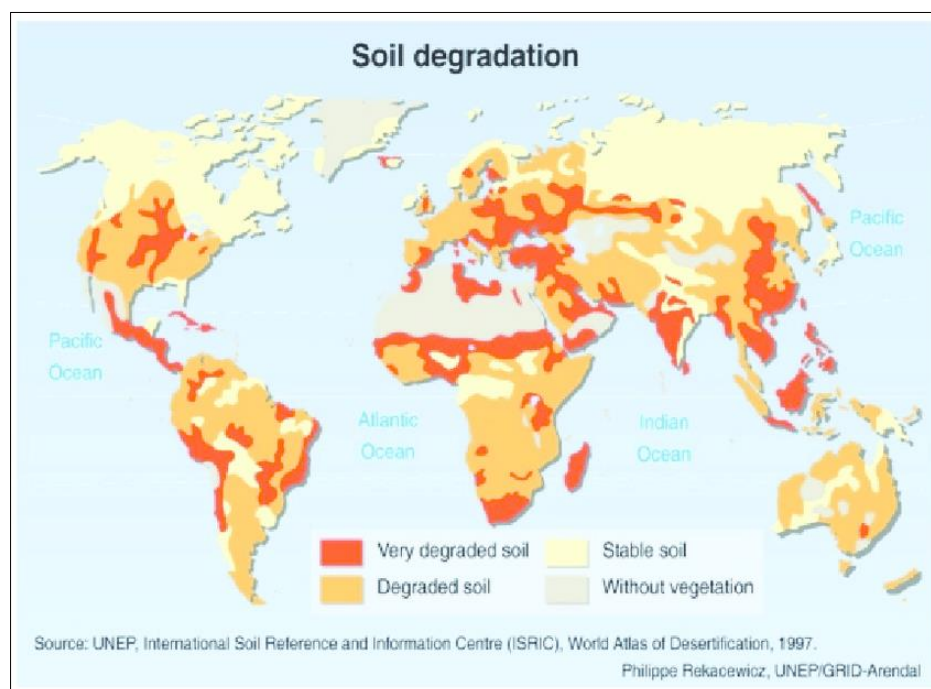 Soil degradation
Pacific
Ocean
Pacific
Ocean
Atlantic
Ocean
Indian
Ocean
Very degraded soil
Stable soil
Degraded soil
Without vegetation
Source: UNEP, International Soil Reference and Information Centre (ISRIC), World Atlas of Desertification, 1997.
Philippe Rekacewicz, UNEP/GRID-Arendal